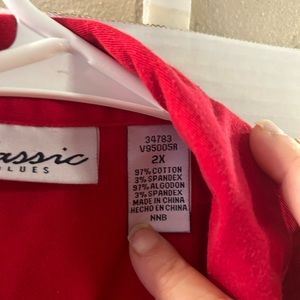 assic
LUES
34783
V9500SR
2X
97% COTTON
3% SPANDEX
97% ALGODON
3% SPANDEX
MADE IN CHINA
HECHO EN CHINA
NNB